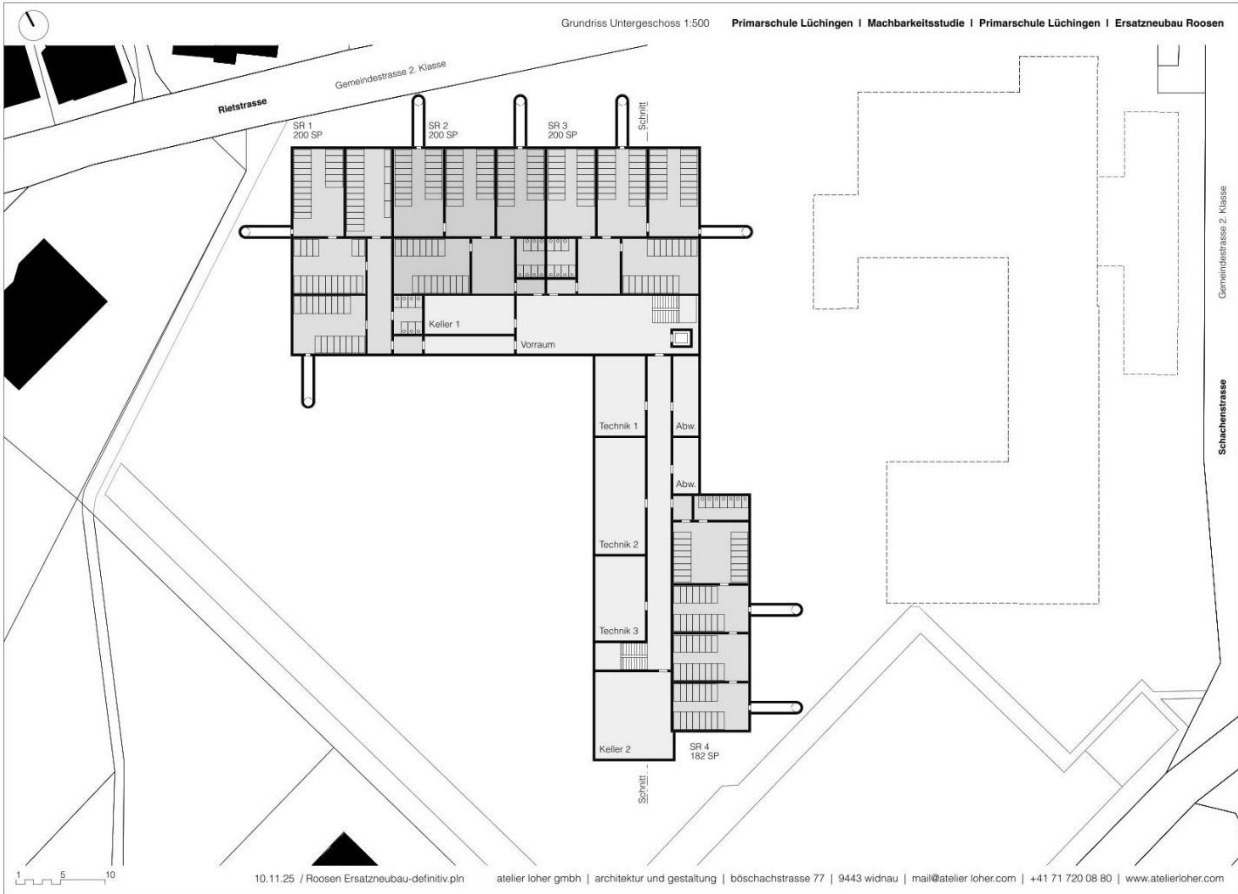 Grundriss Untergeschoss 1:500 Primarschule Lüchingen I Machbarkeitsstudie I Primarschule Lüchingen I Ersatzneubau Roosen
Gemeindestrasse 2. Klasse
Rietstrasse
SR 1
200 SP
SR 2
200 SP
SR 3
200 SP
Schnitt
Gemeindestrasse 2. Klasse
Keller 1
Vorraum
Schachenstrasse
Technik 1
Abw.
Abw.
Technik 2
Technik 3
Keller 2
SR 4
182 SP
Schnitt
1 5 10
10.11.25 / Roosen Ersatzneubau-definitiv.pln atelier loher gmbh | architektur und gestaltung | böschachstrasse 77 | 9443 widnau | mail@atelier loher.com | +41 71 720 08 80 | www.atelierloher.com